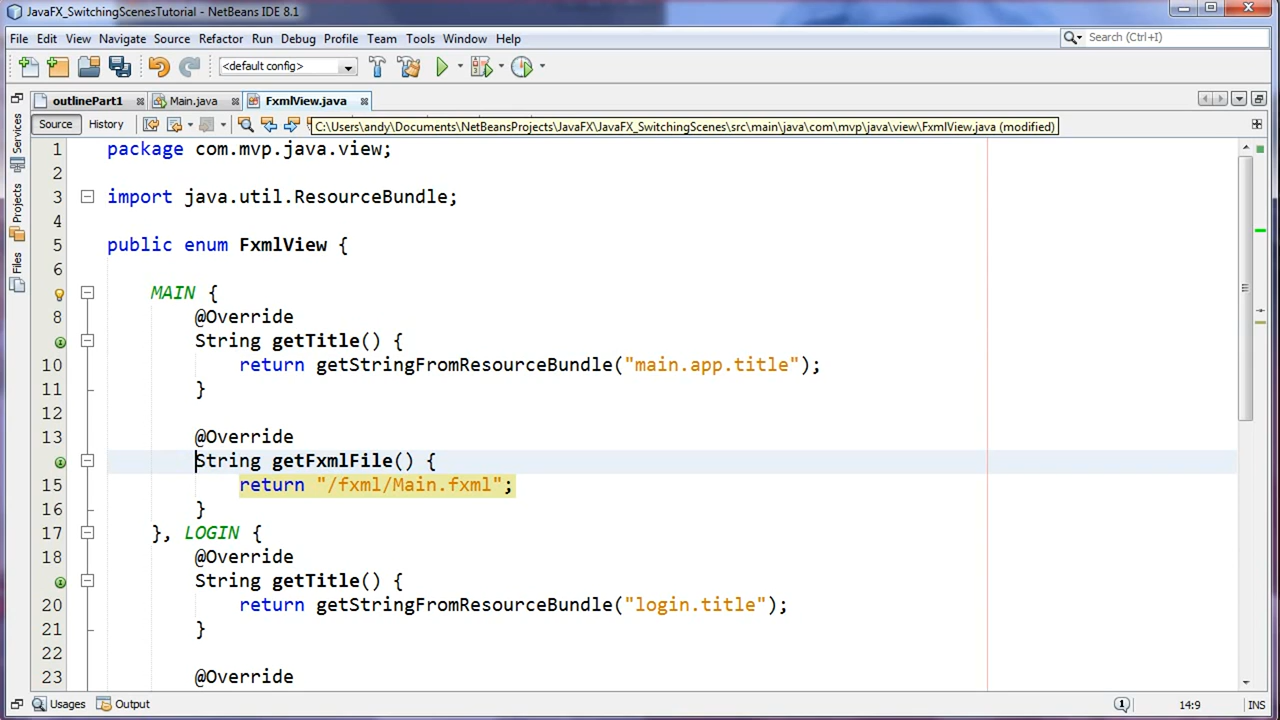 JavaFX_SwitchingScenesTutorial - NetBeans IDE 8.1
File Edit View Navigate Source Refactor Run Debug Profile Team Tools Window Help
Search (Ctrl+I)
<default config>
outlinePart1 Main.java FxmlView.java
Source History
C:\Users\andy\Documents\NetBeansProjects\JavaFX\JavaFX_SwitchingScenes\src\main\java\com\mvp\java\view\FxmlView.java (modified)
Services
Projects
Files
1 package com.mvp.java.view;
2
3 import java.util.ResourceBundle;
4
5 public enum FxmlView {
6
MAIN {
8 @Override
String getTitle() {
10 return getStringFromResourceBundle("main.app.title");
11 }
12
13 @Override
String getFxmlFile() {
15 return "/fxml/Main.fxml";
16 }
17 }, LOGIN {
18 @Override
String getTitle() {
20 return getStringFromResourceBundle("login.title");
21 }
22
23 @Override
Usages Output
1
14:9
INS